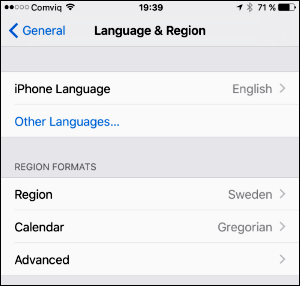 Comviq 19:39 71 %
General Language & Region
iPhone Language English
Other Languages...
REGION FORMATS
Region Sweden
Calendar Gregorian
Advanced